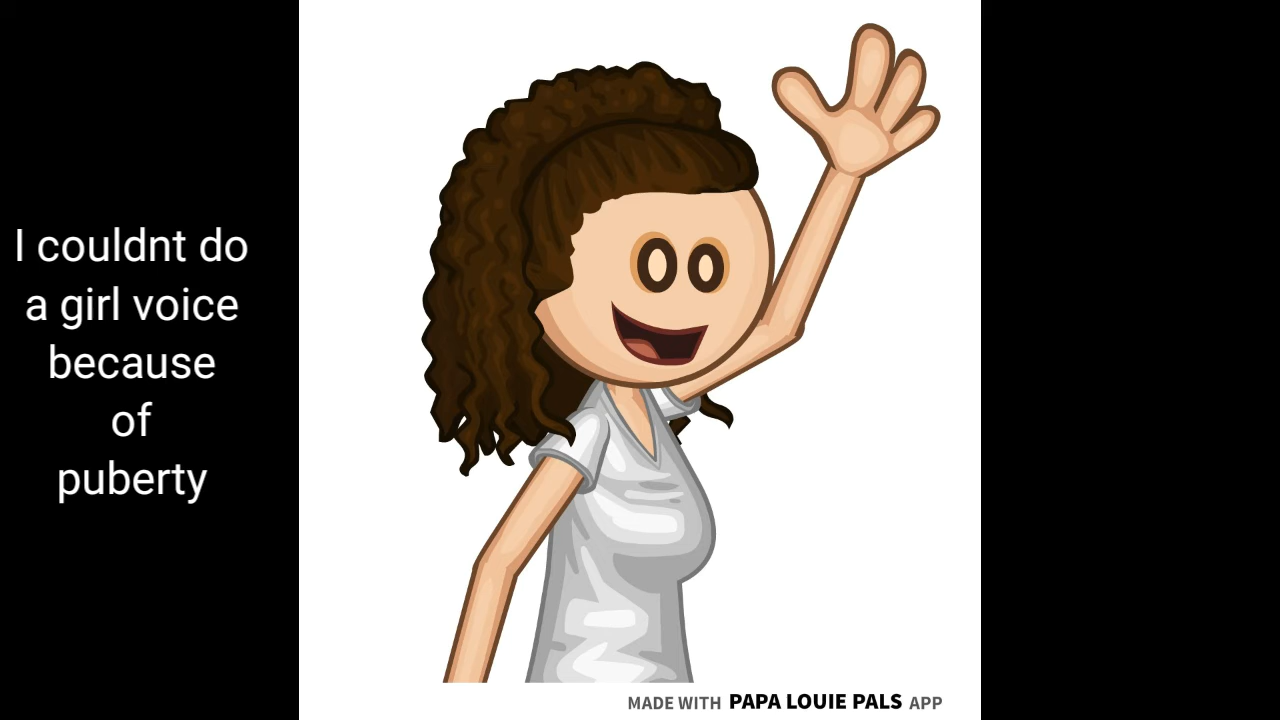 I couldnt do
a girl voice
because
of
puberty
MADE WITH PAPA LOUIE PALS APP